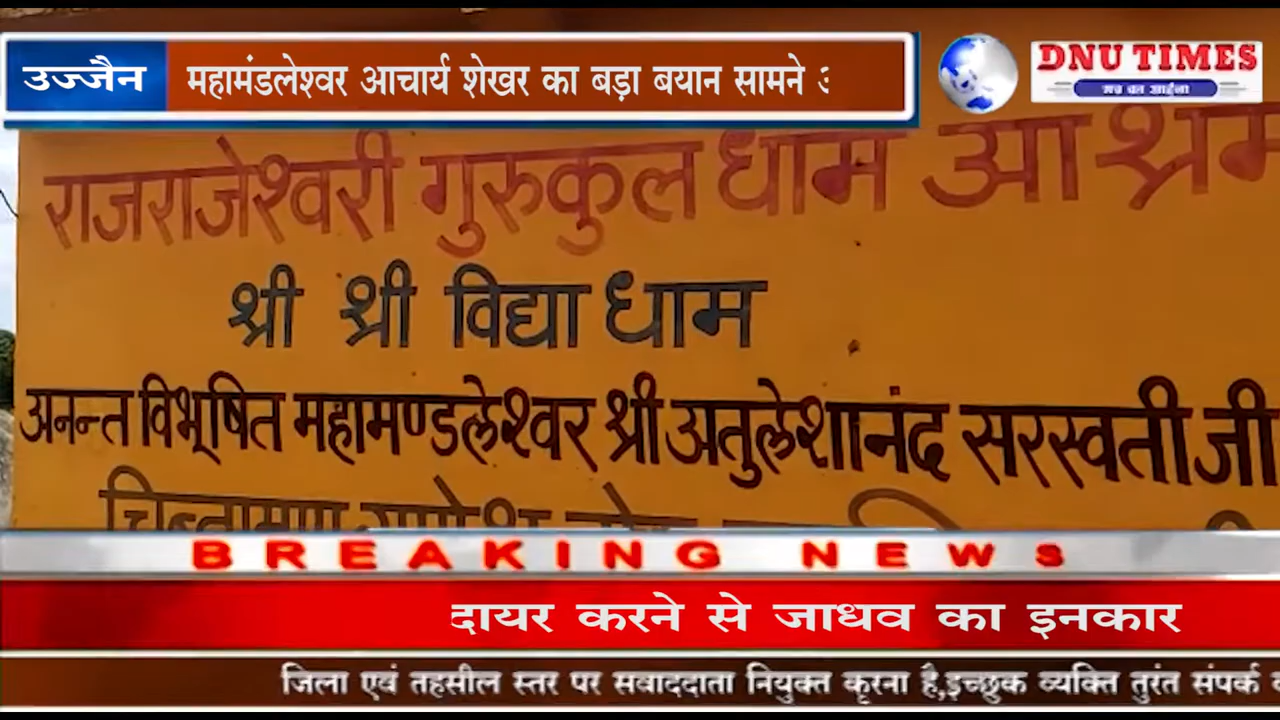 उज्जैन
महामंडलेश्वर आचार्य शेखर का बड़ा बयान सामने
DNU TIMES
राजराजेश्वरी गुरुकुल धाम आश्रम
श्री श्री विद्या धाम
अनन्त विभूषित महामण्डलेश्वर श्री अतुलेशानंद सरस्वती जी
BREAKING NEWS
दायर करने से जाधव का इनकार
जिला एवं तहसील स्तर पर सवाददाता नियुक्त करना है,इच्छुक व्यक्ति तुरंत संपर्क